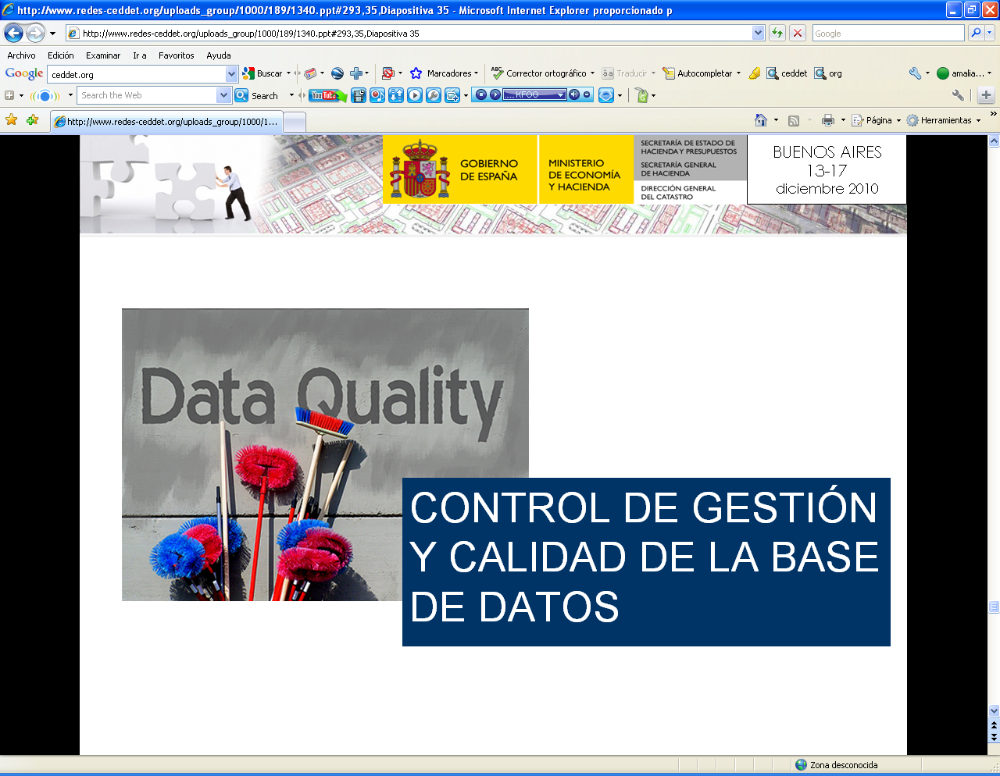 http://www.redes-ceddet.org/uploads_group/1000/189/1340.ppt#293,35,Diapositiva 35 - Microsoft Internet Explorer proporcionado p
http://www.redes-ceddet.org/uploads_group/1000/189/1340.ppt#293,35,Diapositiva 35
Google
Archivo Edición Examinar Ir a Favoritos Ayuda
Google ceddet.org Buscar Marcadores ABC Corrector ortográfico Traducir Autocompletar ceddet org amalia...
Search the Web Search You Tube ..... KFOG
http://www.redes-ceddet.org/uploads_group/1000/1... Página Herramientas
GOBIERNO
DE ESPAÑA
MINISTERIO
DE ECONOMÍA
Y HACIENDA
SECRETARÍA DE ESTADO DE
HACIENDA Y PRESUPUESTOS
SECRETARÍA GENERAL
DE HACIENDA
DIRECCIÓN GENERAL
DEL CATASTRO
BUENOS AIRES
13-17
diciembre 2010
Data Quality
CONTROL DE GESTIÓN
Y CALIDAD DE LA BASE
DE DATOS
Zona desconocida